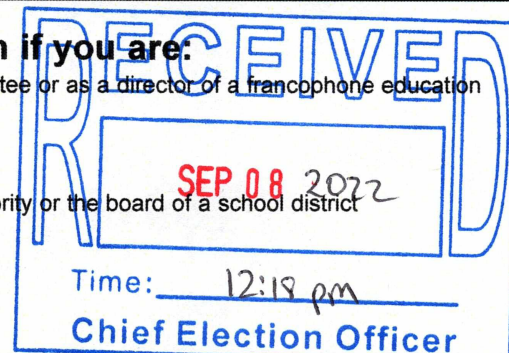 n if you are:
RECEIVED
tee or as a director of a francophone education
SEP 08 2022
rity or the board of a school district
Time: 12:18 pm
Chief Election Officer